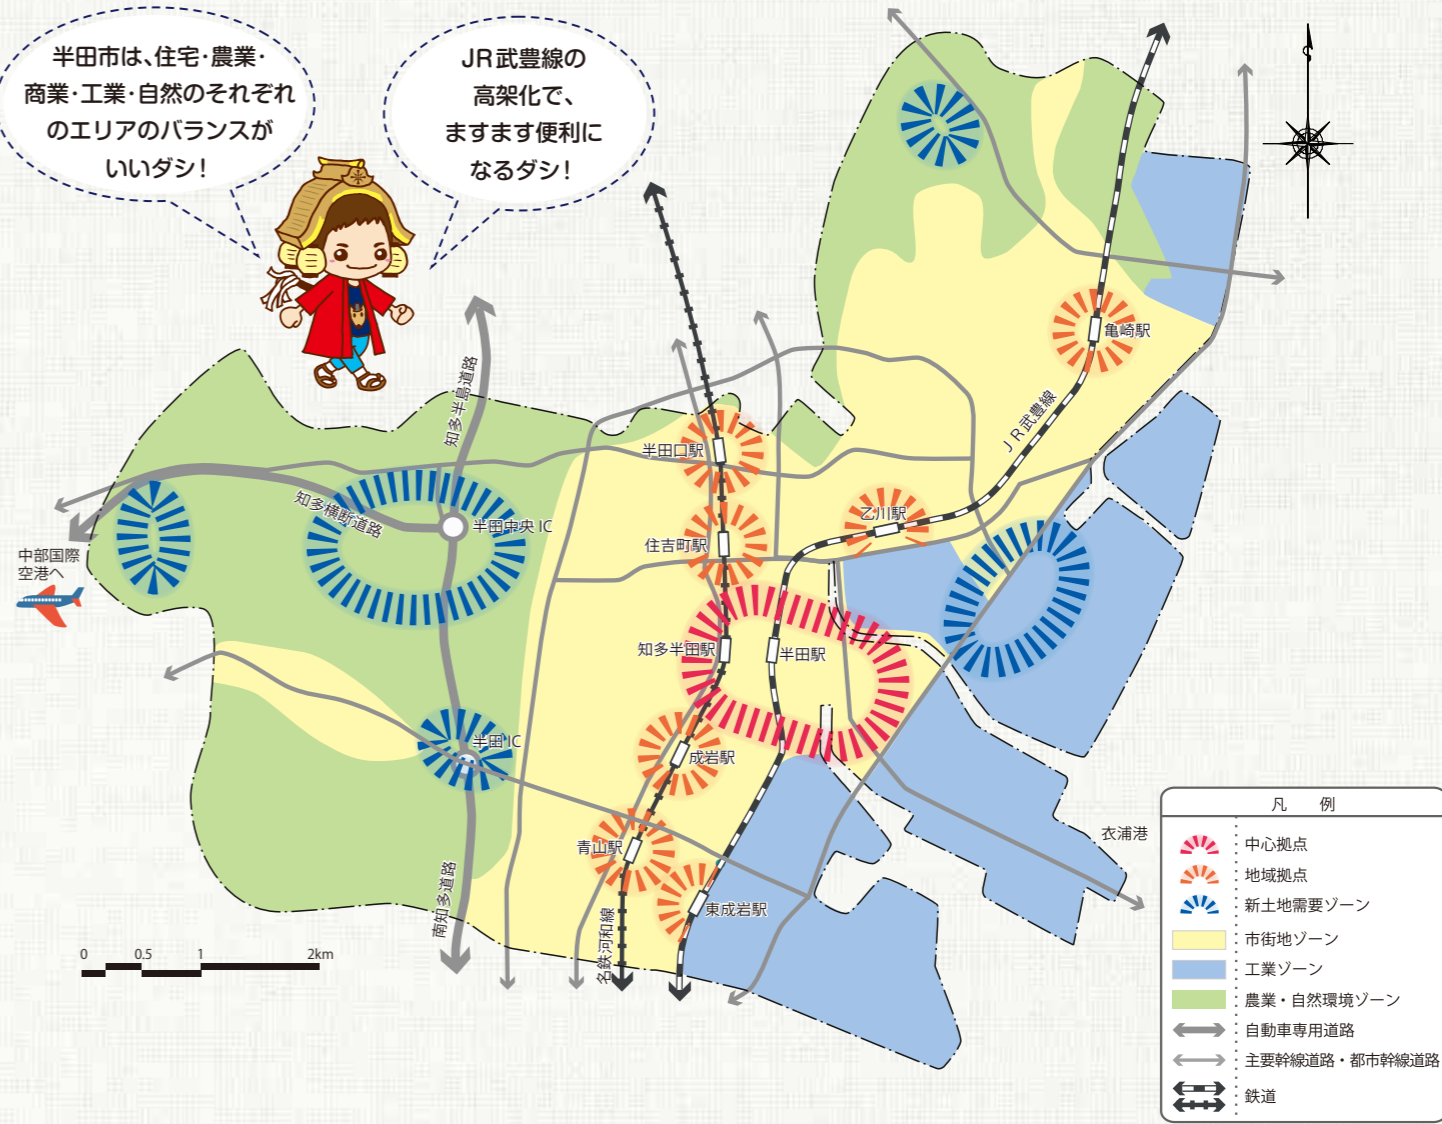 半田市は、住宅・農業・
商業・工業・自然のそれぞれ
のエリアのバランスが
いいダシ！
JR武豊線の
高架化で、
ますます便利に
なるダシ！
亀崎駅
JR武豊線
知多半島道路
半田口駅
乙川駅
知多横断道路
半田中央IC
住吉町駅
中部国際
空港へ
知多半田駅
半田駅
半田IC
成岩駅
青山駅
東成岩駅
衣浦港
南知多道路
名鉄河和線
0 0.5 1 2km
凡 例
中心拠点
地域拠点
新土地需要ゾーン
市街地ゾーン
工業ゾーン
農業・自然環境ゾーン
自動車専用道路
主要幹線道路・都市幹線道路
鉄道